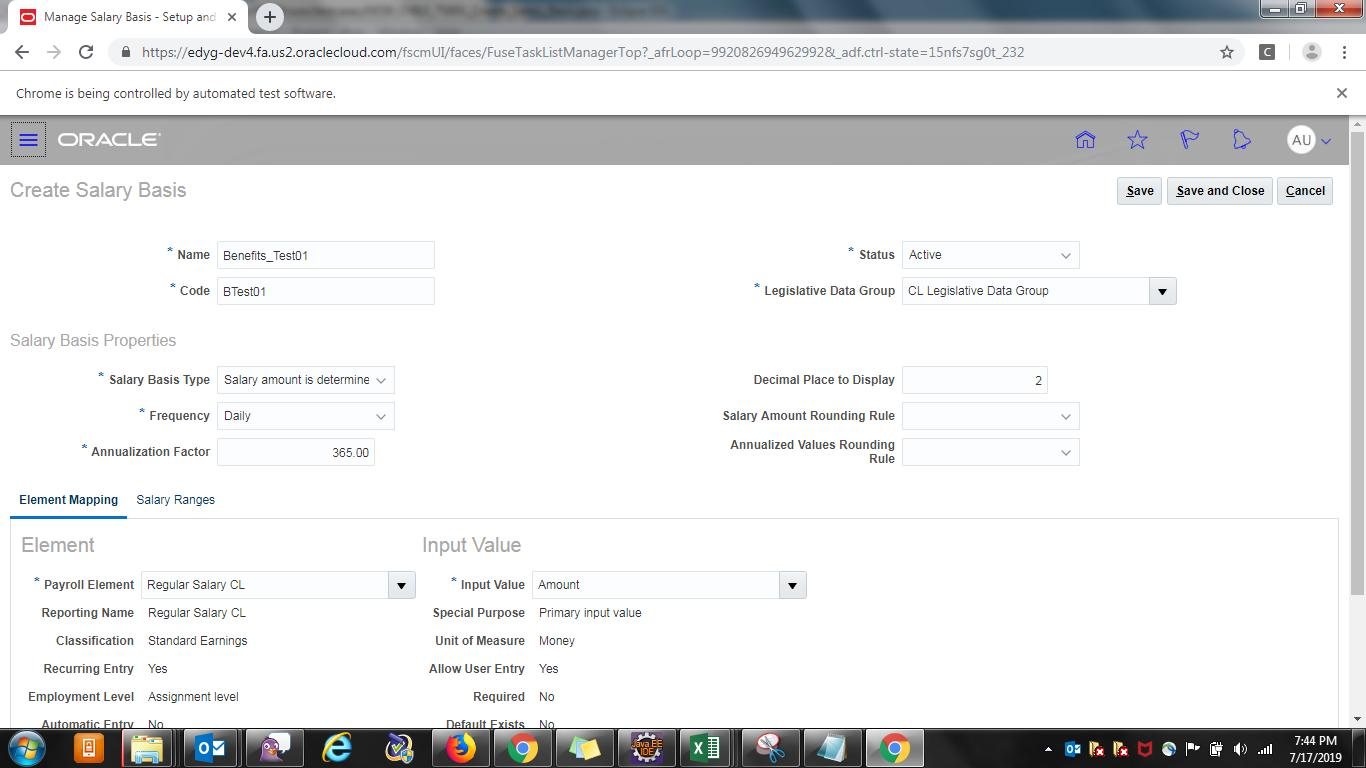 Manage Salary Basis - Setup and
https://edyg-dev4.fa.us2.oraclecloud.com/fscmUI/faces/FuseTaskListManagerTop?_afrLoop=992082694962992&_adf.ctrl-state=15nfs7sg0t_232
C
Chrome is being controlled by automated test software.
ORACLE
AU
Create Salary Basis
Save Save and Close Cancel
* Name Benefits_Test01
* Status Active
* Code BTest01
* Legislative Data Group CL Legislative Data Group
Salary Basis Properties
* Salary Basis Type Salary amount is determine
Decimal Place to Display 2
* Frequency Daily
Salary Amount Rounding Rule
* Annualization Factor 365.00
Annualized Values Rounding
Rule
Element Mapping Salary Ranges
Element Input Value
* Payroll Element Regular Salary CL * Input Value Amount
Reporting Name Regular Salary CL Special Purpose Primary input value
Classification Standard Earnings Unit of Measure Money
Recurring Entry Yes Allow User Entry Yes
Employment Level Assignment level Required No
Automatic Entry No Default Exists No
Java EE
IDE
7:44 PM
7/17/2019